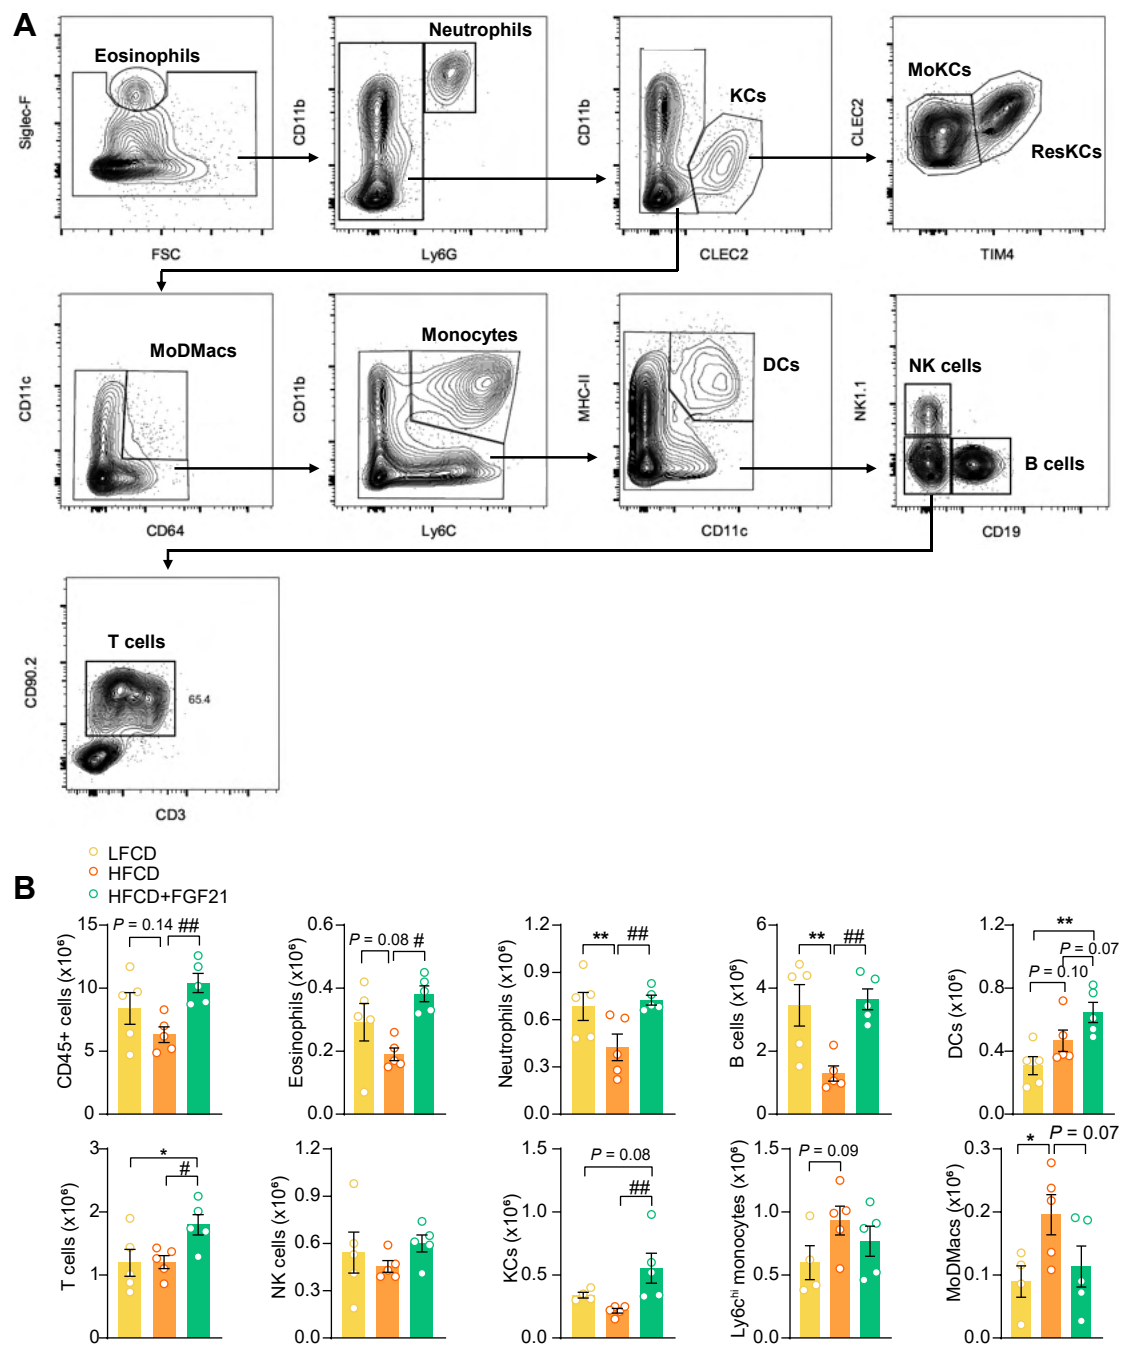 A
Eosinophils
Siglec-F
FSC
Neutrophils
CD11b
Ly6G
KCs
CD11b
CLEC2
MoKCs
ResKCs
CLEC2
TIM4
MoDMacs
CD11c
CD64
Monocytes
CD11b
Ly6C
DCs
MHC-II
CD11c
NK cells
B cells
NK1.1
CD19
T cells
65.4
CD90.2
CD3
LFCD
HFCD
HFCD+FGF21
B
CD45+ cells (x10⁶)
15
10
5
0
P = 0.14
##
Eosinophils (x10⁶)
0.6
0.4
0.2
0.0
P = 0.08
#
Neutrophils (x10⁶)
1.2
0.9
0.6
0.3
0.0
**
##
B cells (x10⁶)
6
4
2
0
**
##
DCs (x10⁶)
1.2
0.8
0.4
0.0
**
P = 0.07
P = 0.10
T cells (x10⁶)
3
2
1
0
*
#
NK cells (x10⁶)
1.2
0.9
0.6
0.3
0.0
KCs (x10⁶)
1.5
1.0
0.5
0.0
P = 0.08
##
Ly6cʰⁱ monocytes (x10⁶)
1.5
1.0
0.5
0.0
P = 0.09
MoDMacs (x10⁶)
0.3
0.2
0.1
0.0
*
P = 0.07